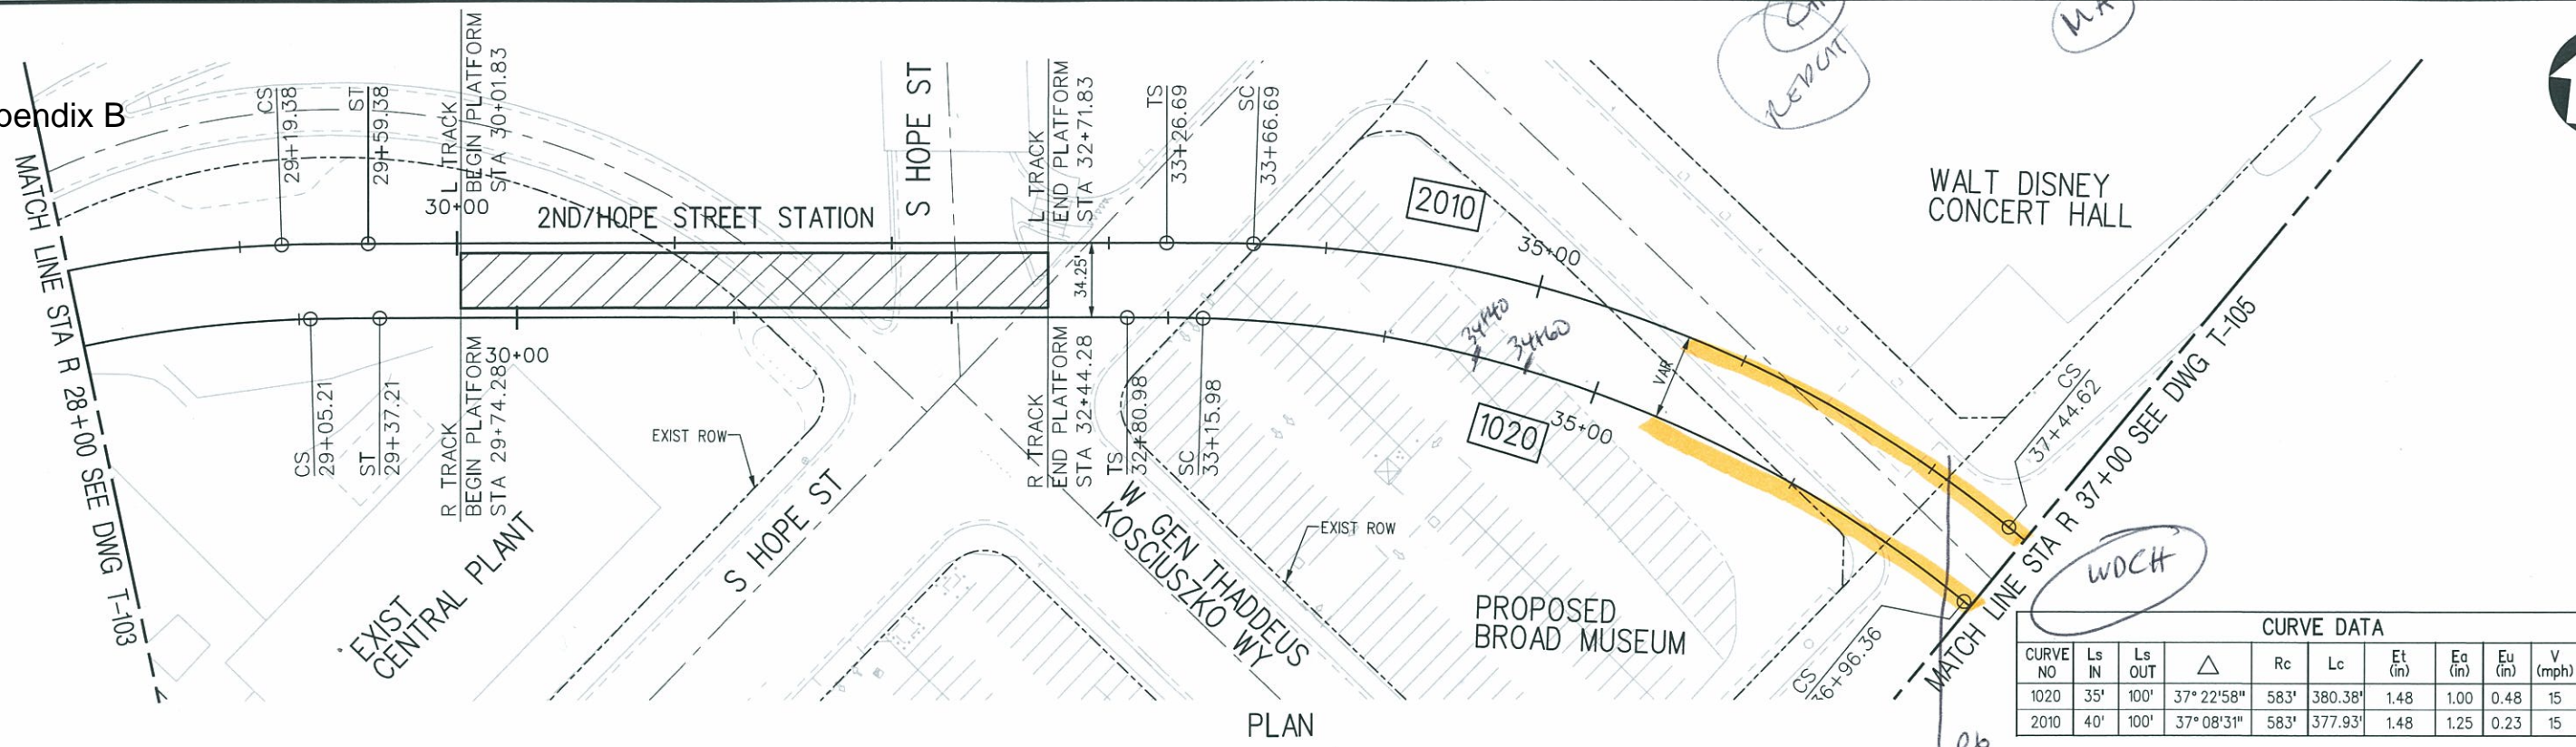 pendix B
MATCH LINE STA R 28+00 SEE DWG T-103
CS
29+19.38
ST
29+59.38
L TRACK
BEGIN PLATFORM
STA 30+01.83
30+00
2ND/HOPE STREET STATION
S HOPE ST
L TRACK
END PLATFORM
STA 32+71.83
34.25'
TS
33+26.69
SC
33+66.69
2010
35+00
REDCAT
MA
WALT DISNEY
CONCERT HALL
CS
29+05.21
ST
29+37.21
R TRACK
BEGIN PLATFORM
STA 29+74.28
30+00
EXIST ROW
EXIST
CENTRAL PLANT
S HOPE ST
R TRACK
END PLATFORM
STA 32+44.28
TS
32+80.98
SC
33+15.98
W GEN THADDEUS
KOSCIUSZKO WY
EXIST ROW
34+40
34+60
1020
35+00
VAR
PROPOSED
BROAD MUSEUM
CS
37+44.62
CS
6+96.36
MATCH LINE STA R 37+00 SEE DWG T-105
WDCH
CURVE DATA
CURVE NO Ls IN Ls OUT △ Rc Lc Et (in) Ea (in) Eu (in) V (mph)
1020 35' 100' 37°22'58" 583' 380.38' 1.48 1.00 0.48 15
2010 40' 100' 37°08'31" 583' 377.93' 1.48 1.25 0.23 15
PLAN